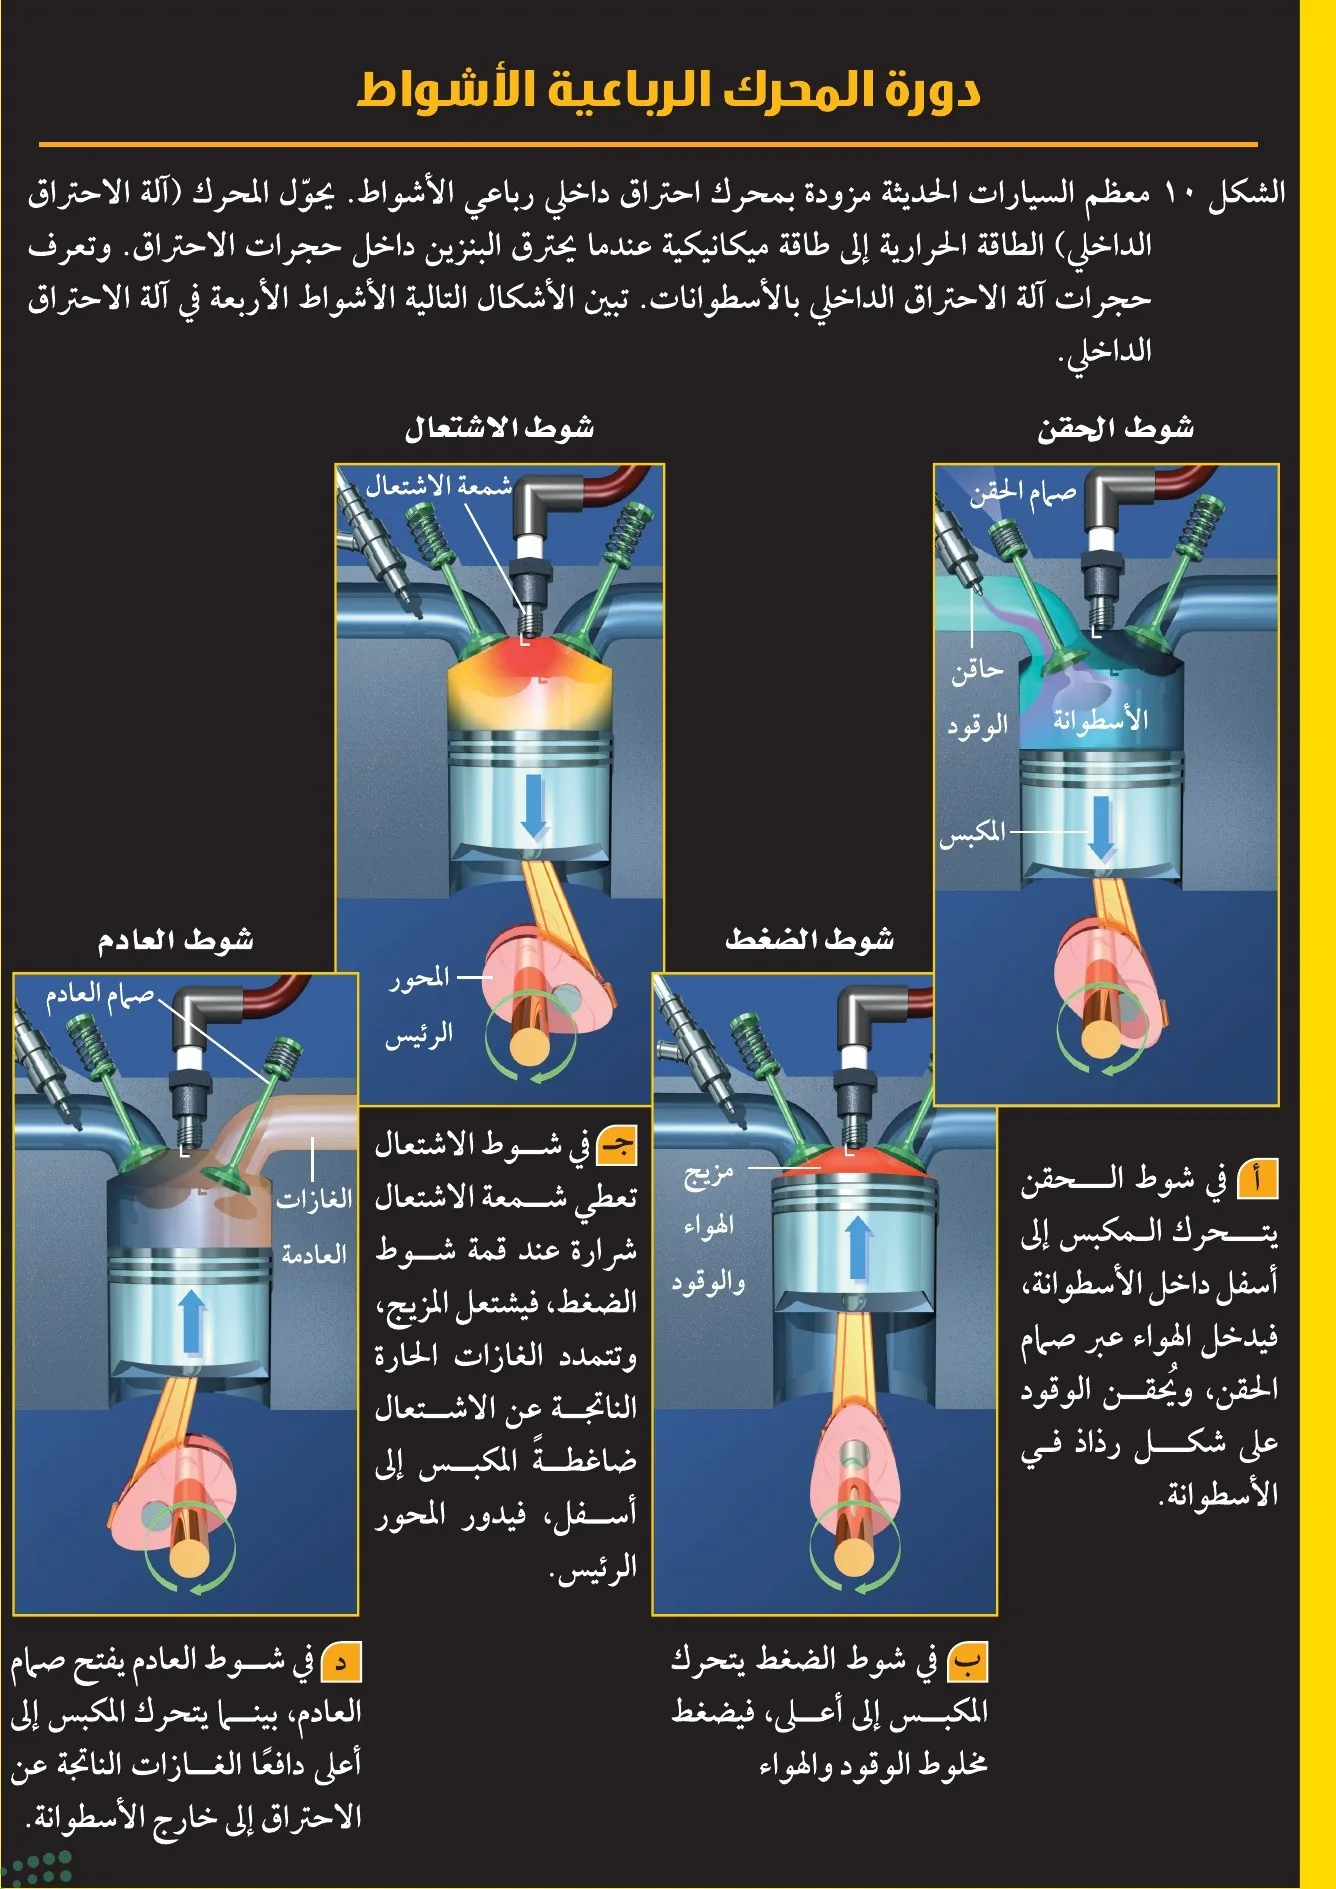 دورة المحرك الرباعية الأشواط
الشكل ١٠ معظم السيارات الحديثة مزودة بمحرك احتراق داخلي رباعي الأشواط. يحوّل المحرك (آلة الاحتراق
الداخلي) الطاقة الحرارية إلى طاقة ميكانيكية عندما يحترق البنزين داخل حجرات الاحتراق. وتعرف
حجرات آلة الاحتراق الداخلي بالأسطوانات. تبين الأشكال التالية الأشواط الأربعة في آلة الاحتراق
الداخلي.
شوط الحقن
صمام الحقن
حاقن
الوقود
الأسطوانة
المكبس
أ في شوط الحقن
يتحرك المكبس إلى
أسفل داخل الأسطوانة،
فيدخل الهواء عبر صمام
الحقن، ويُحقن الوقود
على شكل رذاذ في
الأسطوانة.
شوط الضغط
مزيج
الهواء
والوقود
ب في شوط الضغط يتحرك
المكبس إلى أعلى، فيضغط
مخلوط الوقود والهواء
شوط الاشتعال
شمعة الاشتعال
المحور
الرئيس
جـ في شوط الاشتعال
تعطي شمعة الاشتعال
شرارة عند قمة شوط
الضغط، فيشتعل المزيج،
وتتمدد الغازات الحارة
الناتجة عن الاشتعال
ضاغطةً المكبس إلى
أسفل، فيدور المحور
الرئيس.
شوط العادم
صمام العادم
الغازات
العادمة
د في شوط العادم يفتح صمام
العادم، بينما يتحرك المكبس إلى
أعلى دافعًا الغازات الناتجة عن
الاحتراق إلى خارج الأسطوانة.